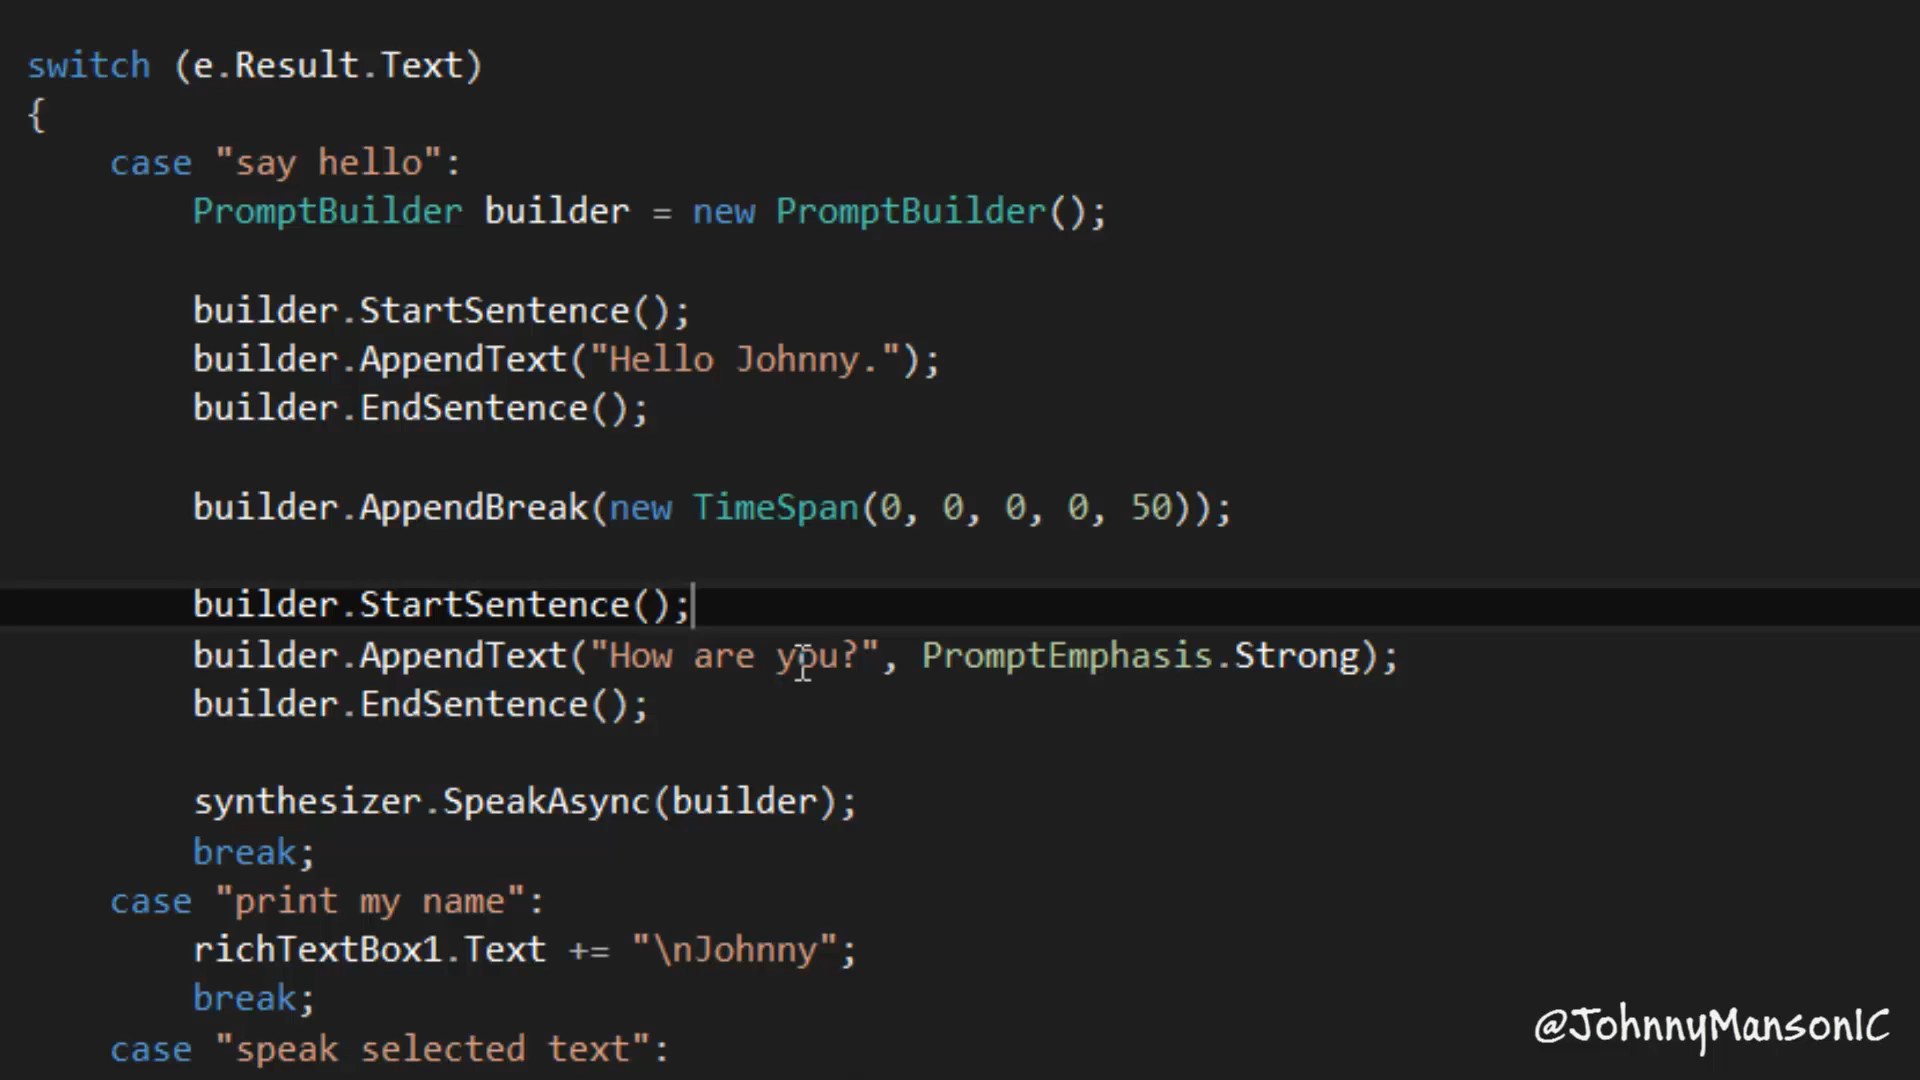 switch (e.Result.Text)
{
case "say hello":
PromptBuilder builder = new PromptBuilder();
builder.StartSentence();
builder.AppendText("Hello Johnny.");
builder.EndSentence();
builder.AppendBreak(new TimeSpan(0, 0, 0, 0, 50));
builder.StartSentence();
builder.AppendText("How are you?", PromptEmphasis.Strong);
builder.EndSentence();
synthesizer.SpeakAsync(builder);
break;
case "print my name":
richTextBox1.Text += "\nJohnny";
break;
case "speak selected text":
@JohnnyMansonIC